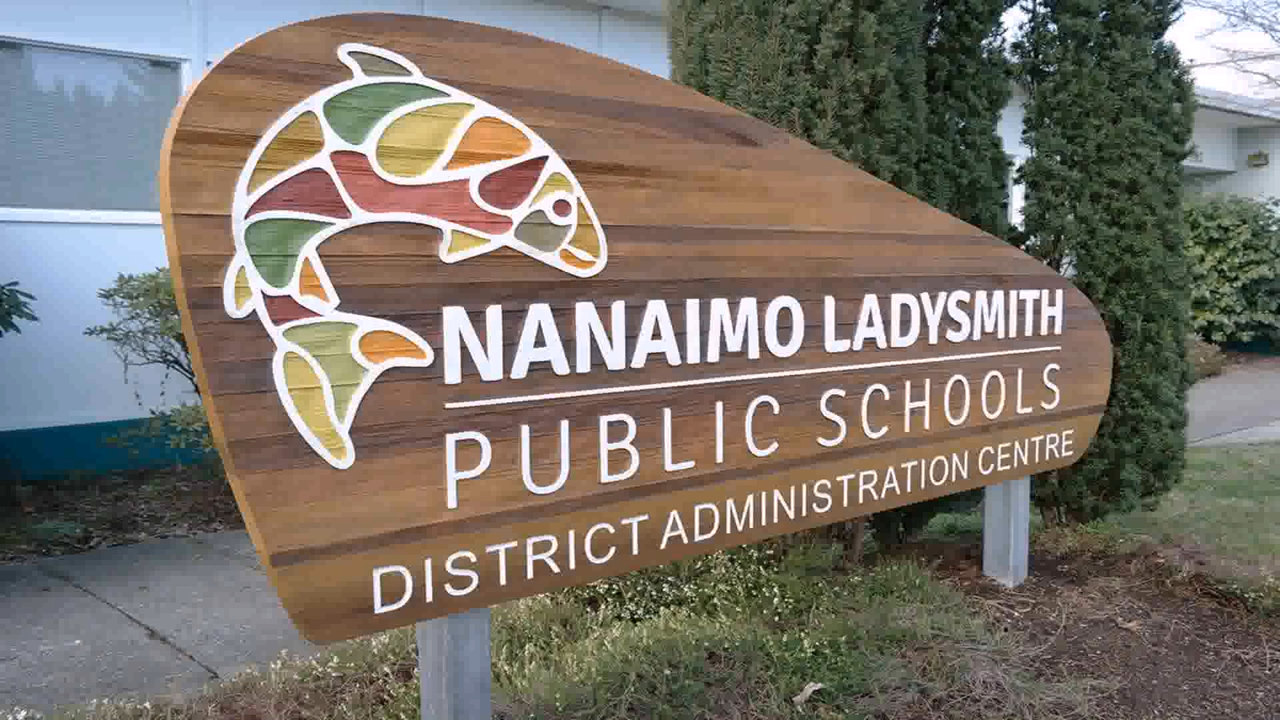 NANAIMO LADYSMITH
PUBLIC SCHOOLS
DISTRICT ADMINISTRATION CENTRE